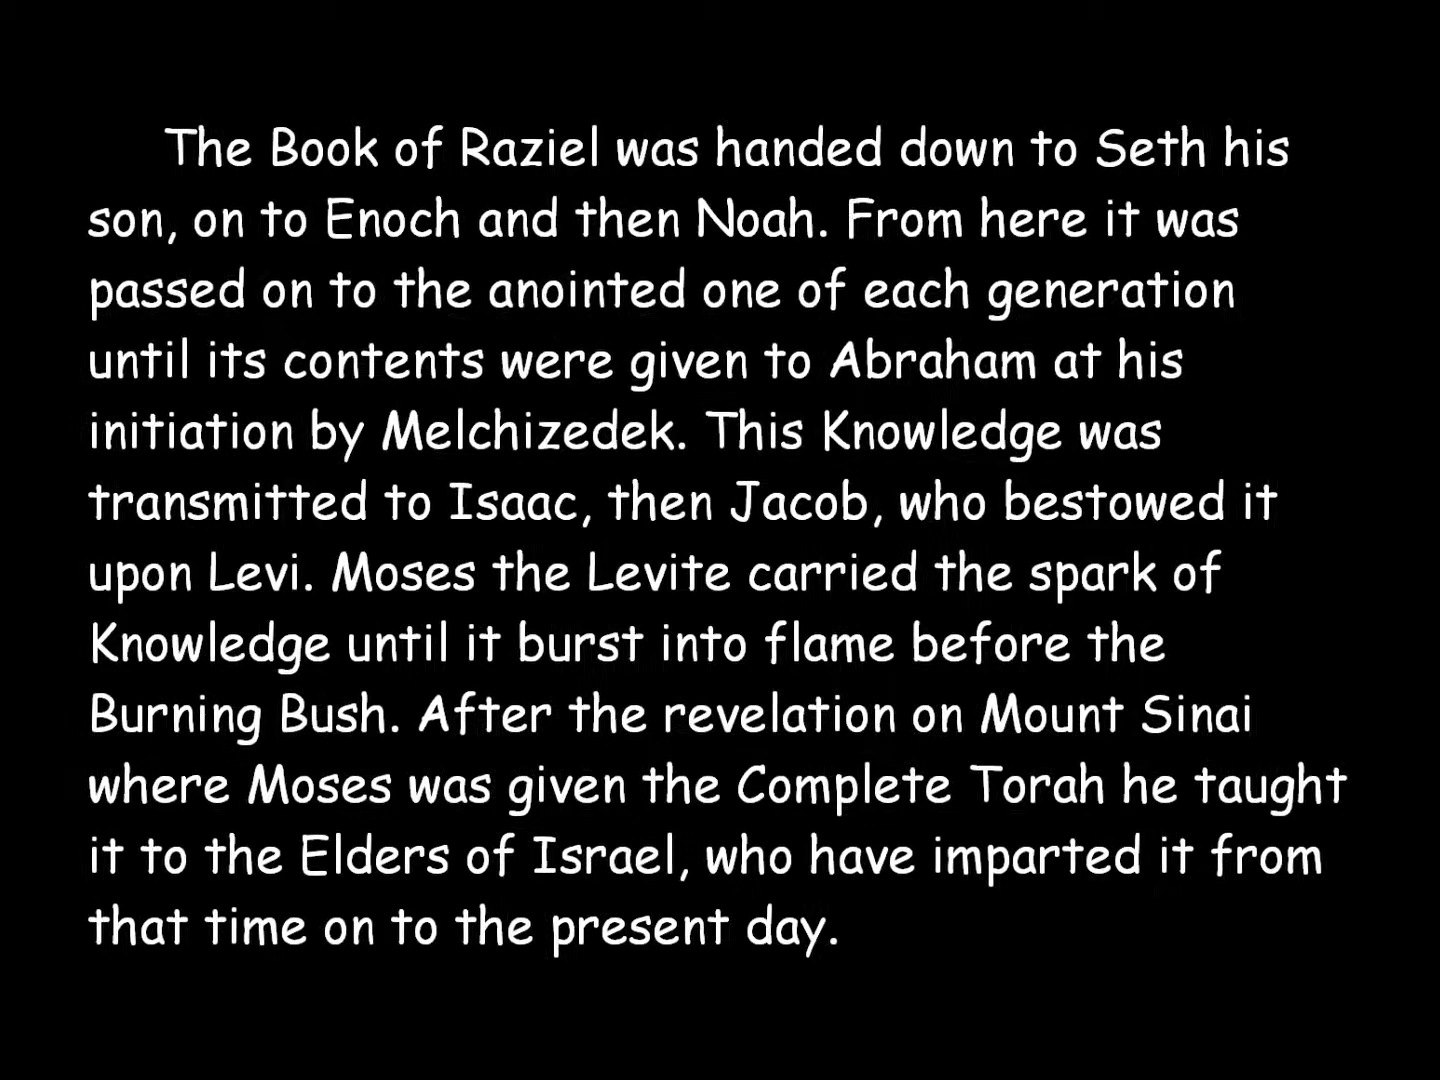 The Book of Raziel was handed down to Seth his
son, on to Enoch and then Noah. From here it was
passed on to the anointed one of each generation
until its contents were given to Abraham at his
initiation by Melchizedek. This Knowledge was
transmitted to Isaac, then Jacob, who bestowed it
upon Levi. Moses the Levite carried the spark of
Knowledge until it burst into flame before the
Burning Bush. After the revelation on Mount Sinai
where Moses was given the Complete Torah he taught
it to the Elders of Israel, who have imparted it from
that time on to the present day.